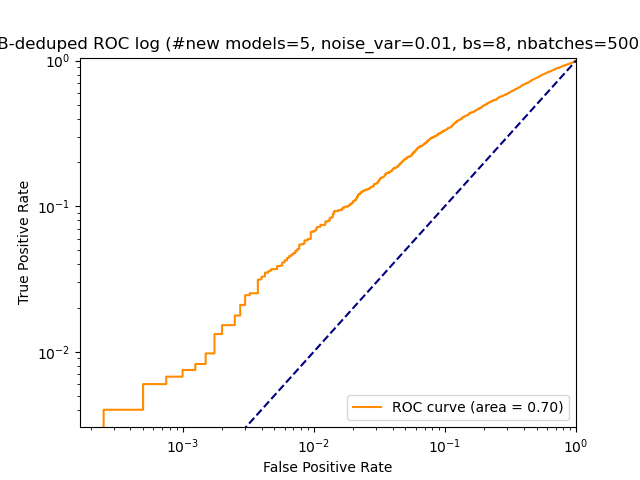 B-deduped ROC log (#new models=5, noise_var=0.01, bs=8, nbatches=500
10⁰
10⁻¹
10⁻²
True Positive Rate
ROC curve (area = 0.70)
10⁻³ 10⁻² 10⁻¹ 10⁰
False Positive Rate